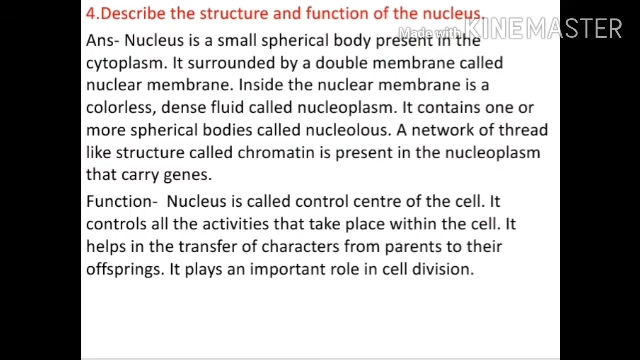 4.Describe the structure and function of the nucleus.
Made with KINEMASTER
Ans- Nucleus is a small spherical body present in the
cytoplasm. It surrounded by a double membrane called
nuclear membrane. Inside the nuclear membrane is a
colorless, dense fluid called nucleoplasm. It contains one or
more spherical bodies called nucleolous. A network of thread
like structure called chromatin is present in the nucleoplasm
that carry genes.
Function- Nucleus is called control centre of the cell. It
controls all the activities that take place within the cell. It
helps in the transfer of characters from parents to their
offsprings. It plays an important role in cell division.